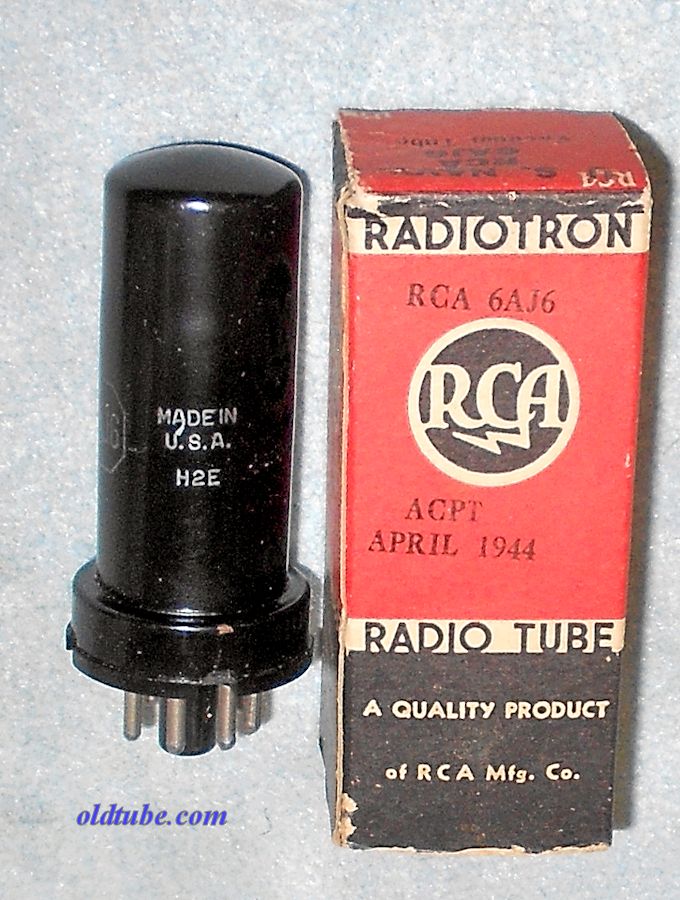 MADE IN
U.S.A.
H2E
RCA
RADIOTRON
RCA 6AJ6
RCA
ACPT
APRIL 1944
RADIO TUBE
A QUALITY PRODUCT
of RCA Mfg. Co.
oldtube.com